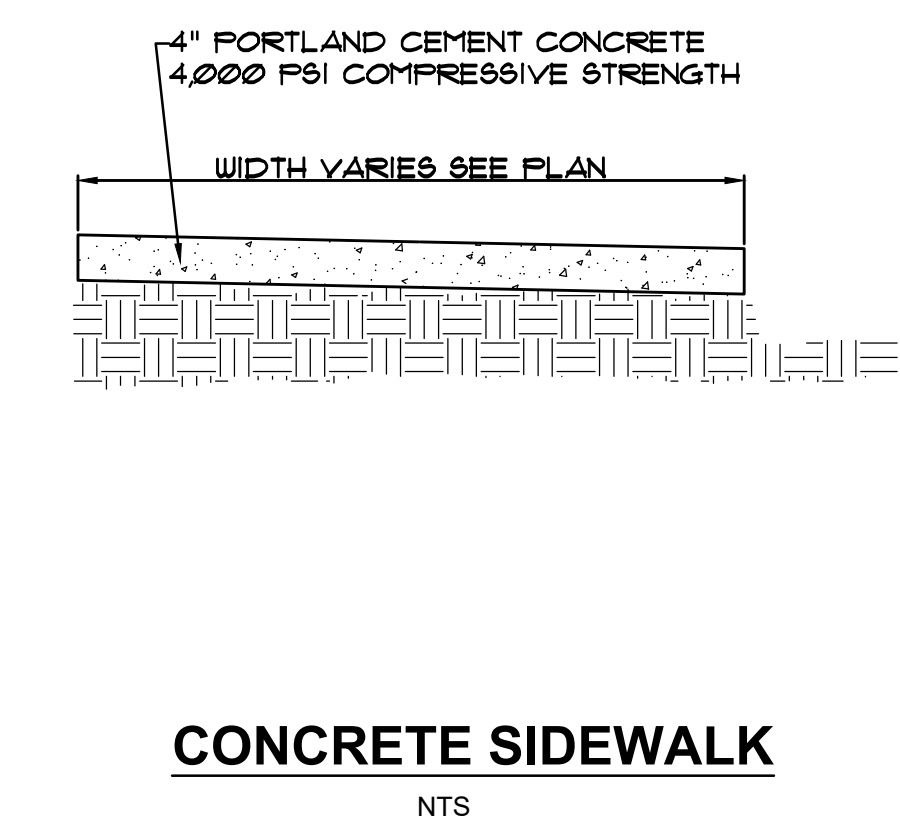 4" PORTLAND CEMENT CONCRETE
4,000 PSI COMPRESSIVE STRENGTH
WIDTH VARIES SEE PLAN
CONCRETE SIDEWALK
NTS